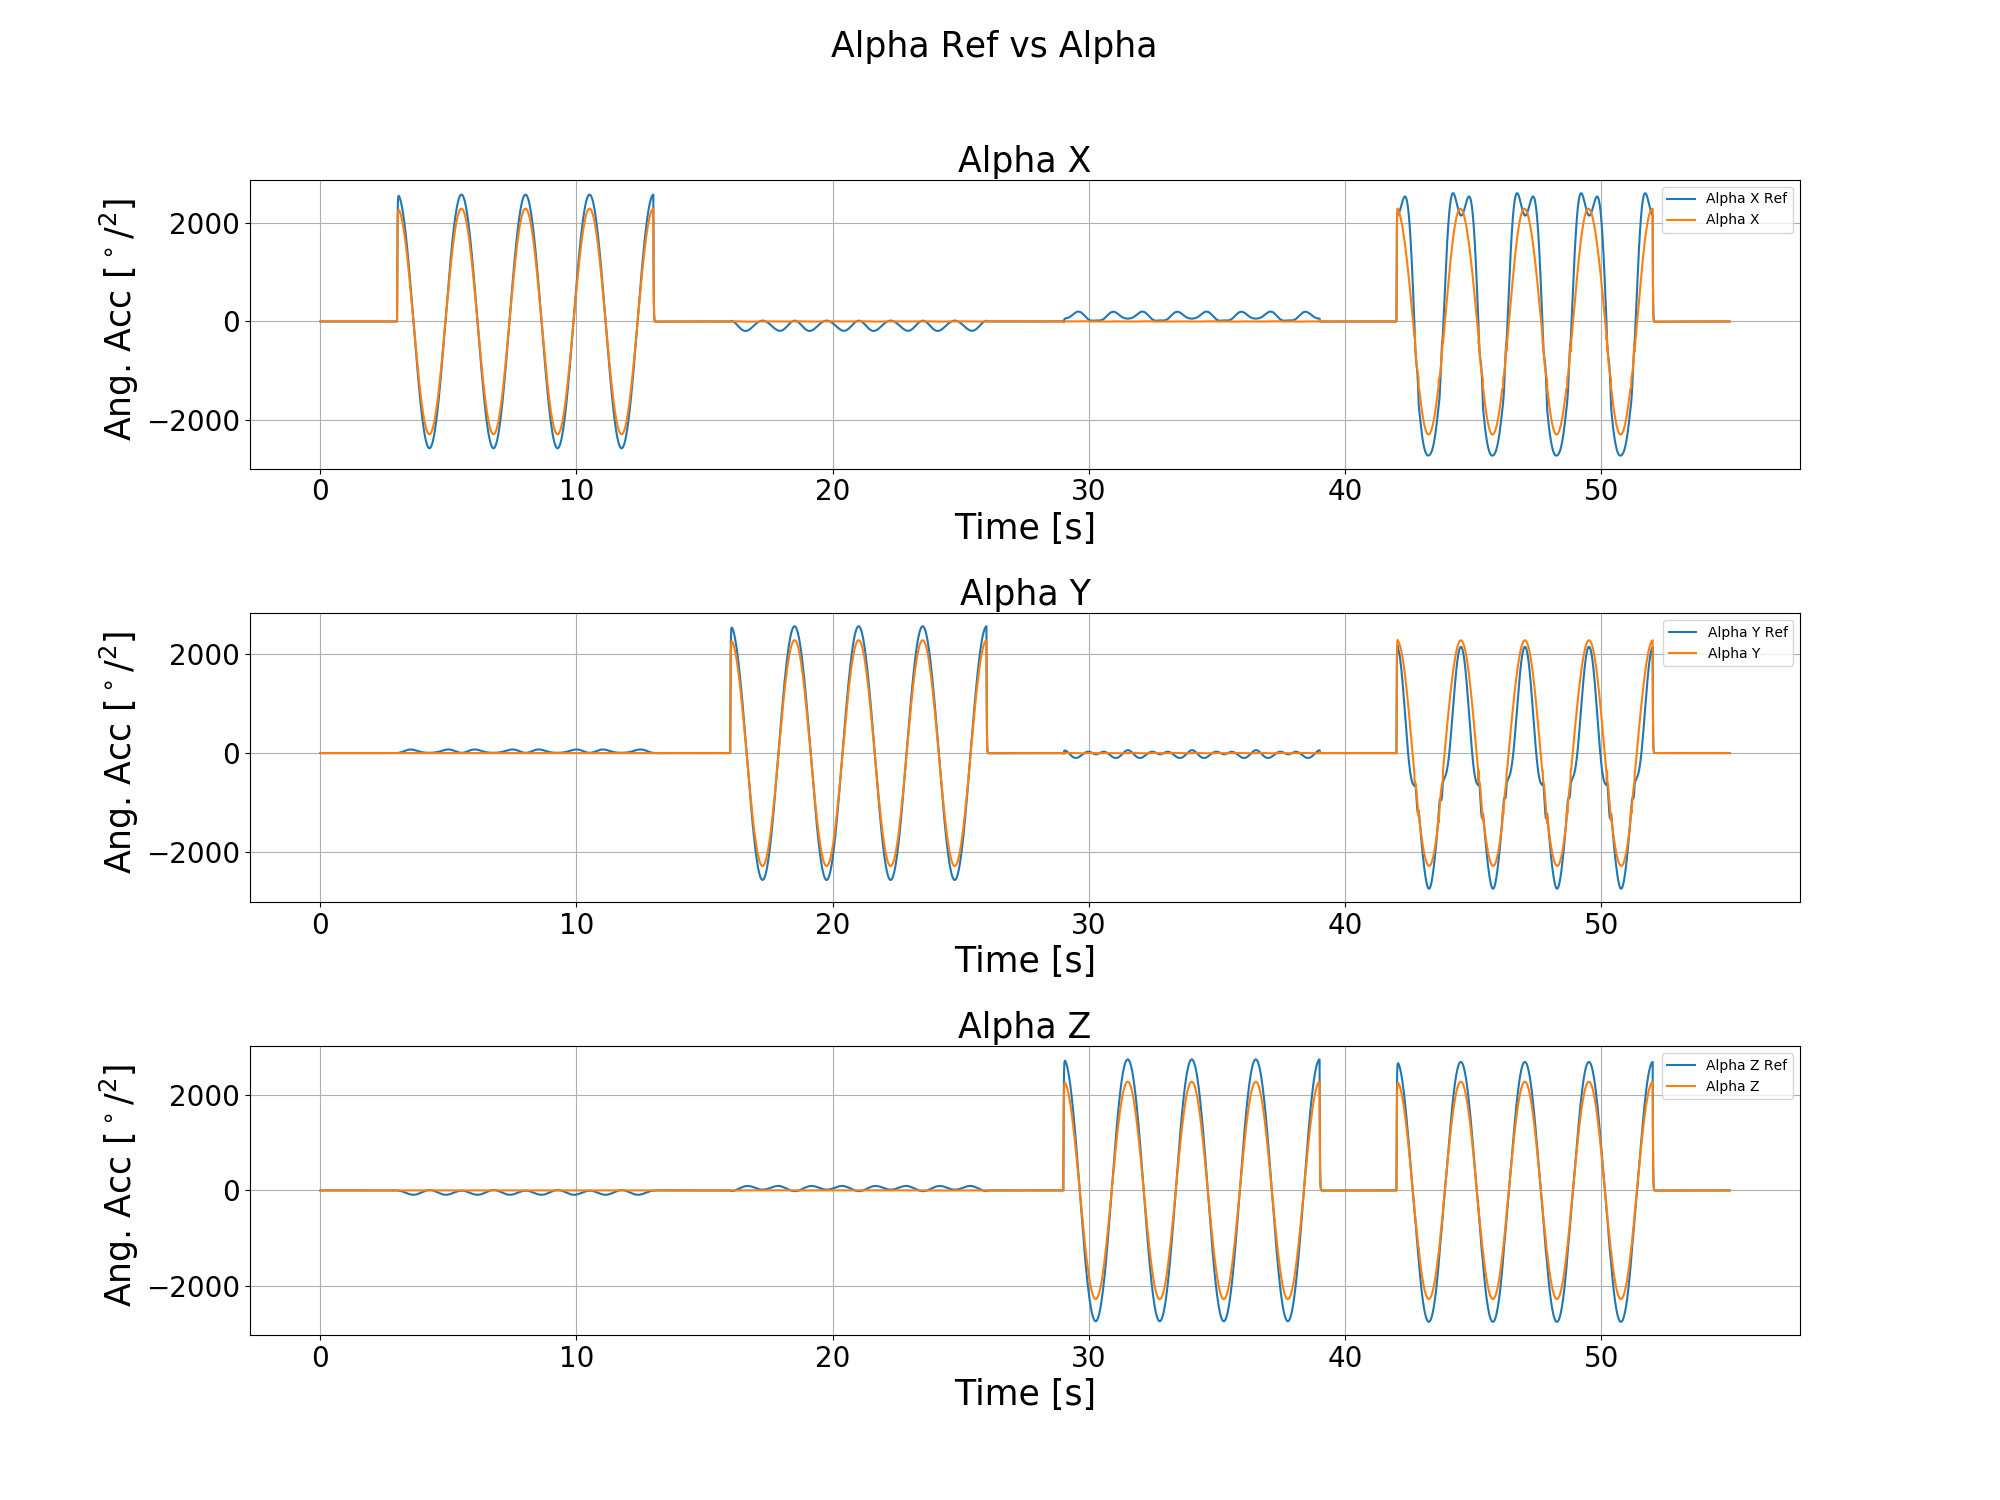 Alpha Ref vs Alpha
Alpha X
Ang. Acc [°/²]
2000
0
−2000
Alpha X Ref
Alpha X
0 10 20 30 40 50
Time [s]
Alpha Y
Ang. Acc [°/²]
2000
0
−2000
Alpha Y Ref
Alpha Y
0 10 20 30 40 50
Time [s]
Alpha Z
Ang. Acc [°/²]
2000
0
−2000
Alpha Z Ref
Alpha Z
0 10 20 30 40 50
Time [s]